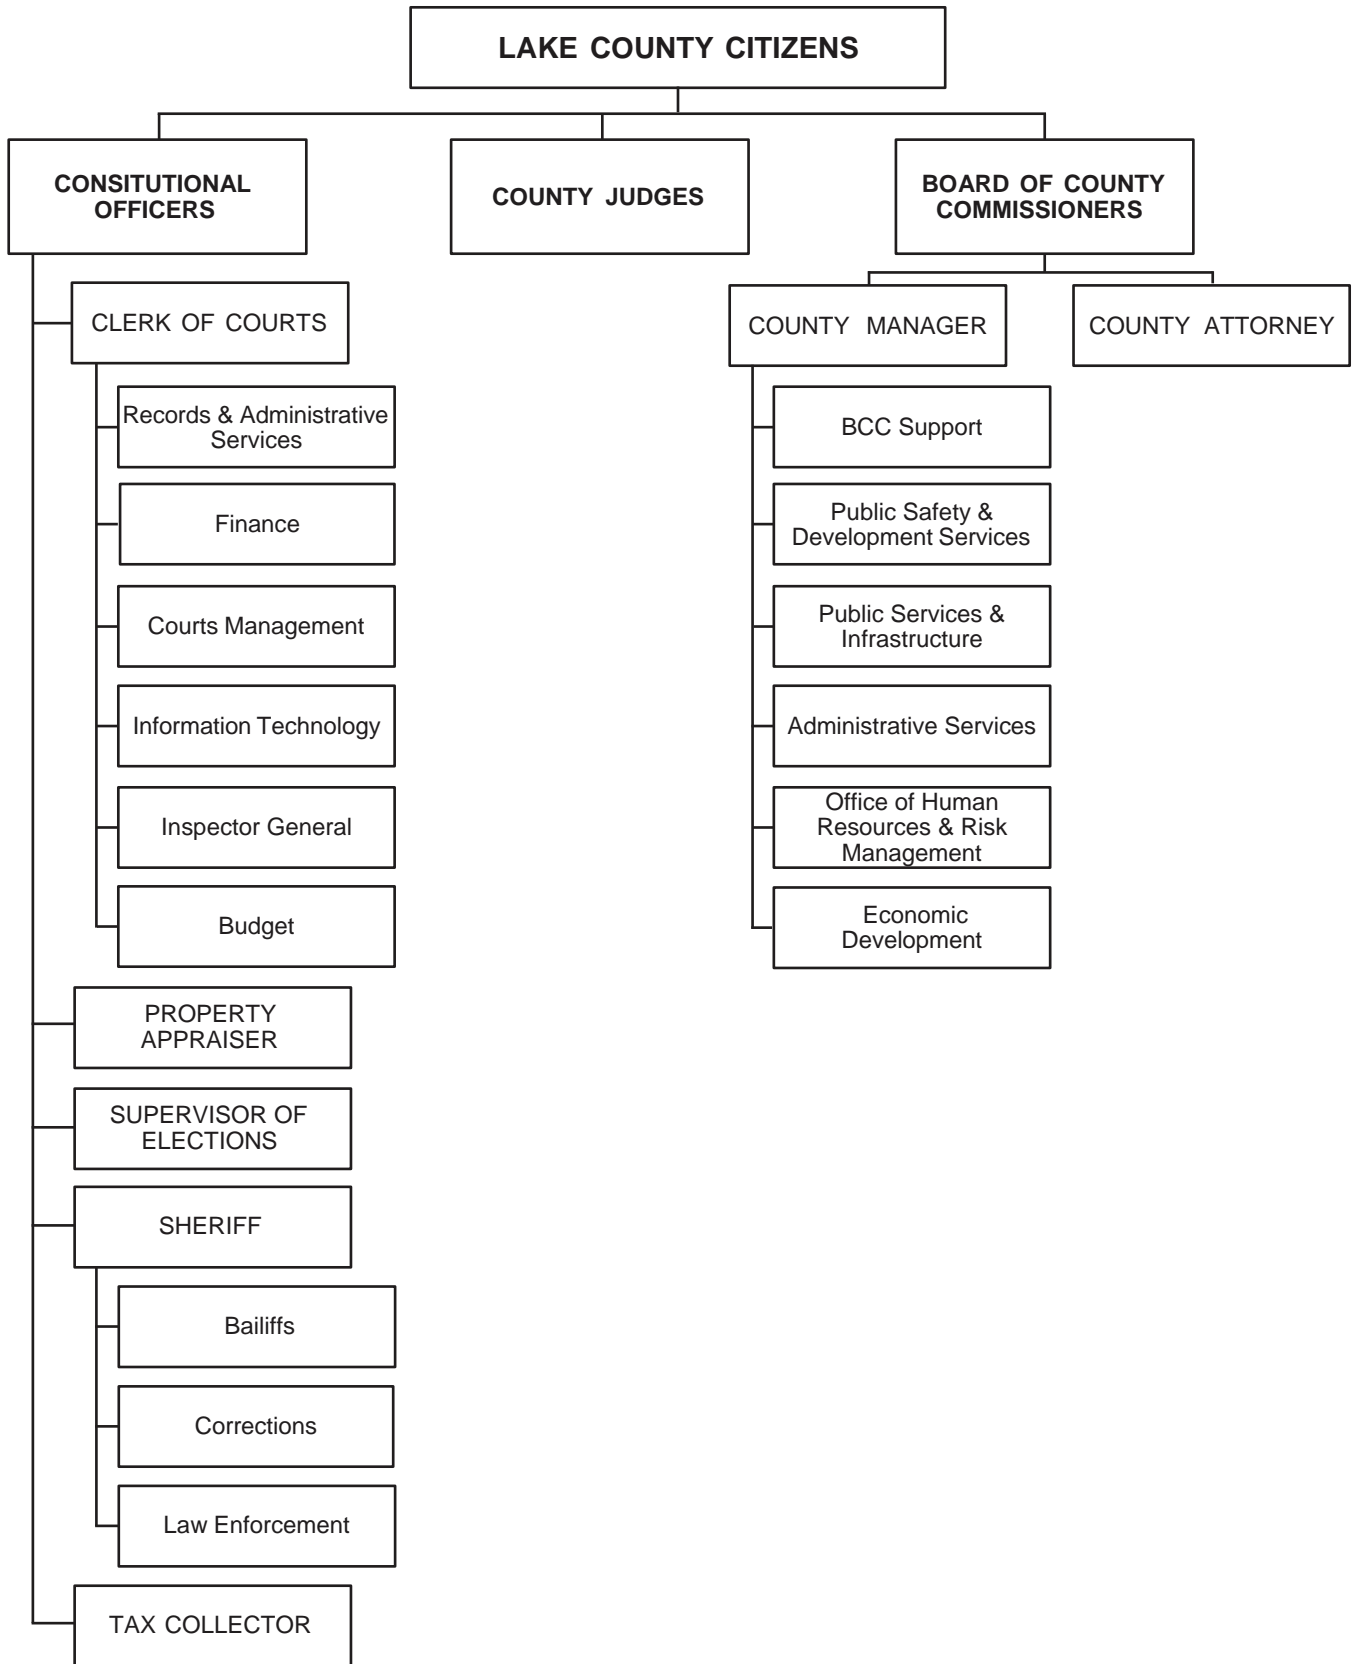 LAKE COUNTY CITIZENS
CONSITUTIONAL
OFFICERS
COUNTY JUDGES
BOARD OF COUNTY
COMMISSIONERS
CLERK OF COURTS
Records & Administrative
Services
Finance
Courts Management
Information Technology
Inspector General
Budget
PROPERTY
APPRAISER
SUPERVISOR OF
ELECTIONS
SHERIFF
Bailiffs
Corrections
Law Enforcement
TAX COLLECTOR
COUNTY MANAGER
COUNTY ATTORNEY
BCC Support
Public Safety &
Development Services
Public Services &
Infrastructure
Administrative Services
Office of Human
Resources & Risk
Management
Economic
Development